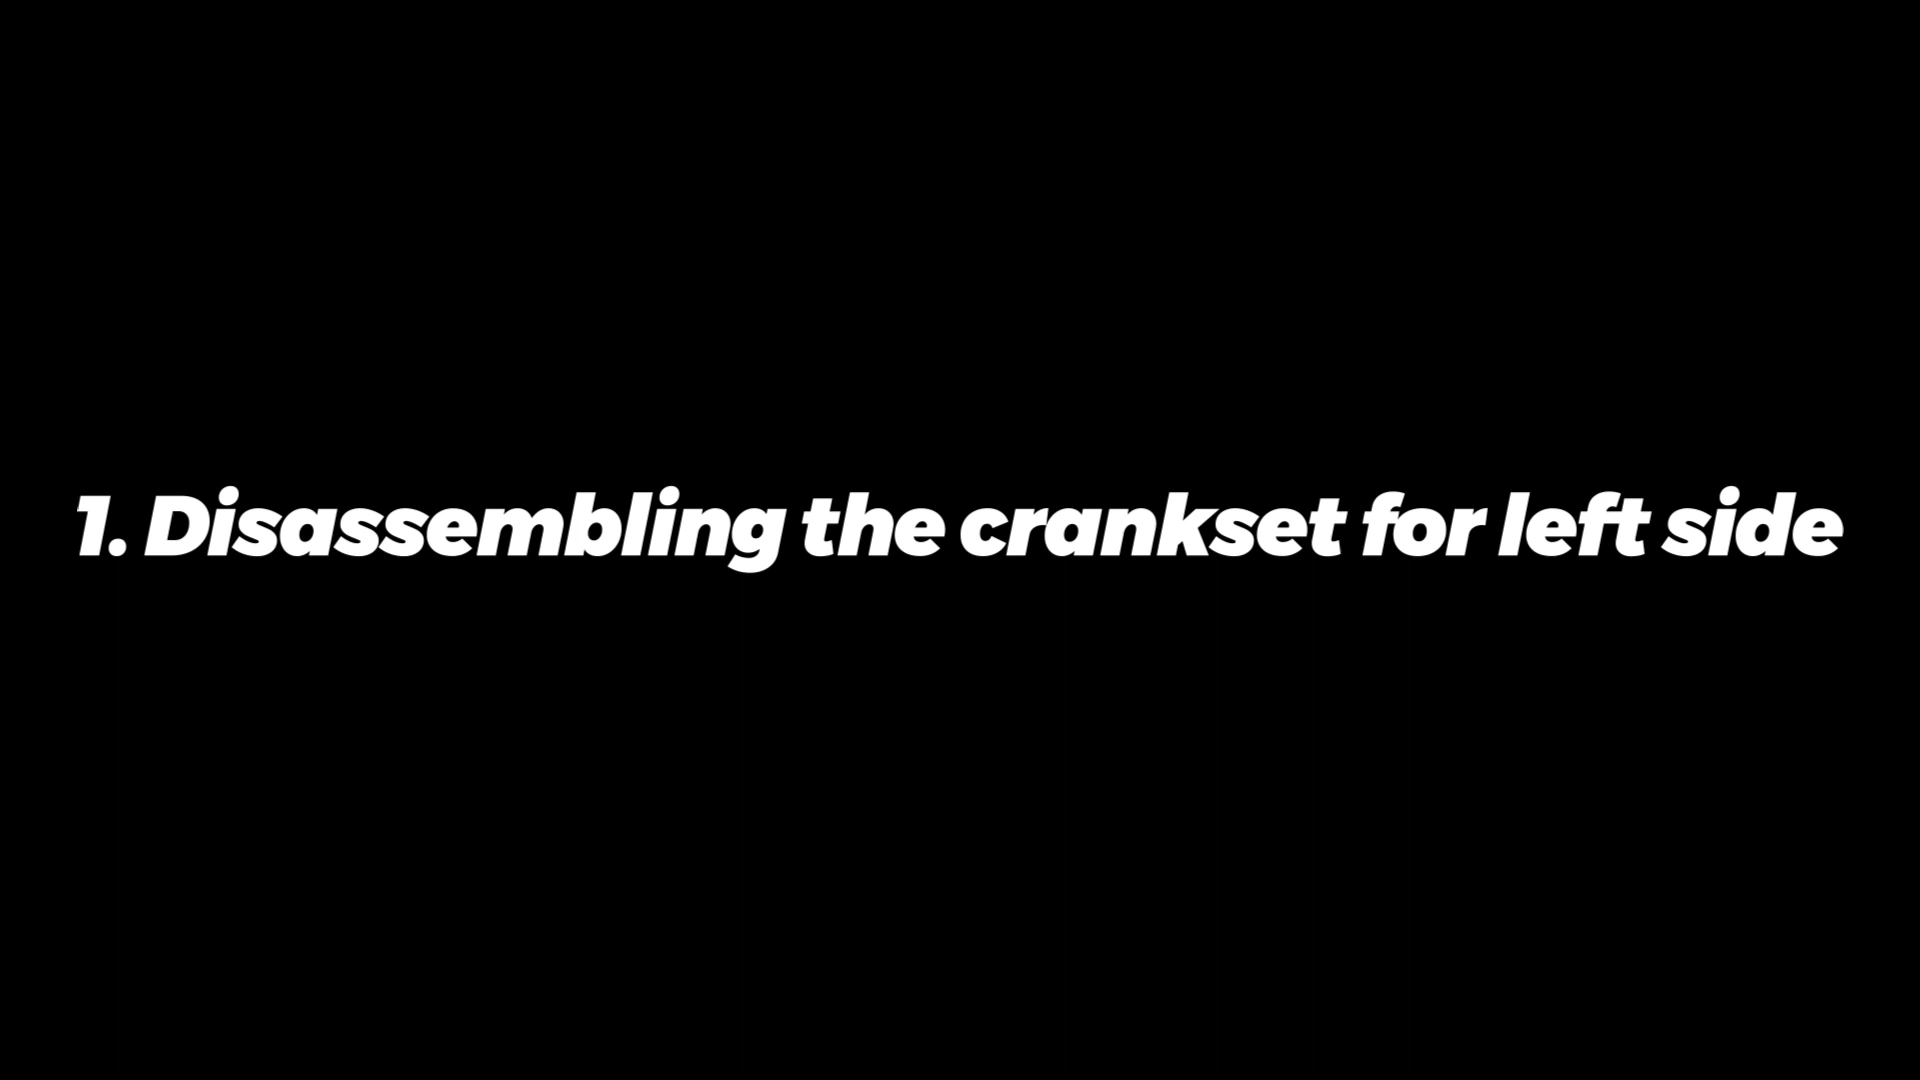 1. Disassembling the crankset for left side